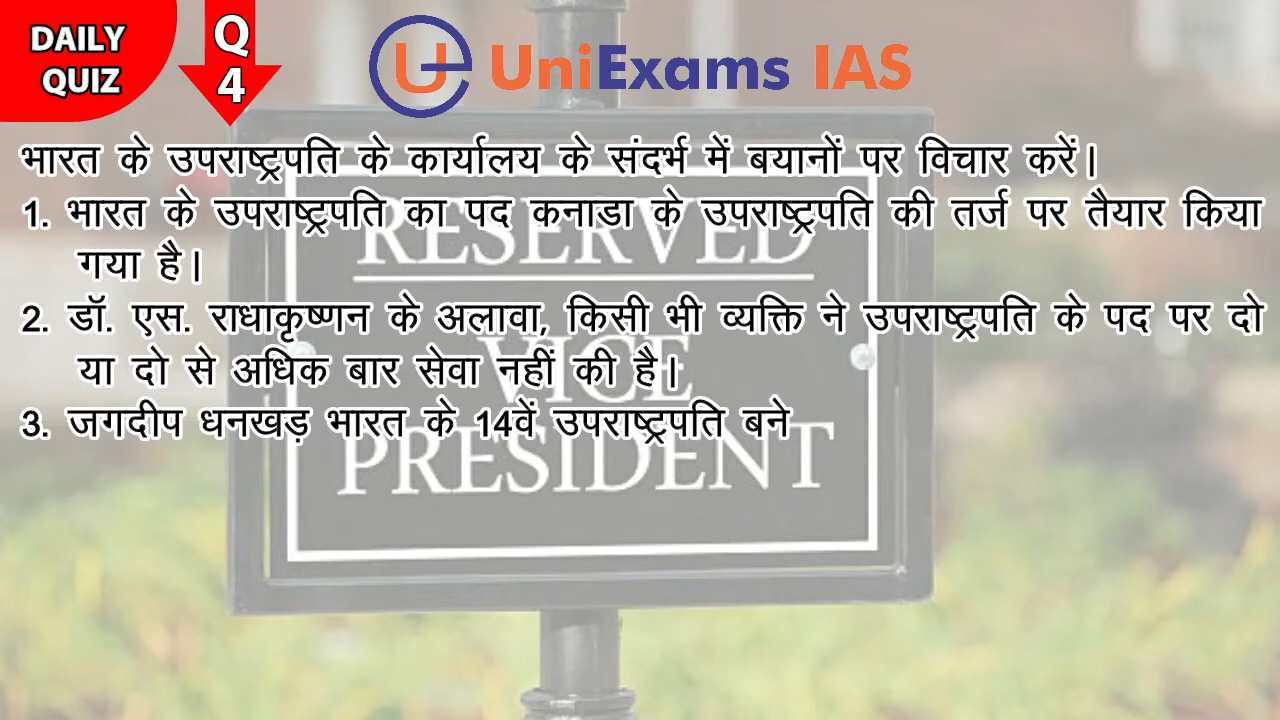 DAILY
QUIZ
Q
4
UniExams IAS
भारत के उपराष्ट्रपति के कार्यालय के संदर्भ में बयानों पर विचार करें।
1. भारत के उपराष्ट्रपति का पद कनाडा के उपराष्ट्रपति की तर्ज पर तैयार किया
गया है।
2. डॉ. एस. राधाकृष्णन के अलावा, किसी भी व्यक्ति ने उपराष्ट्रपति के पद पर दो
या दो से अधिक बार सेवा नहीं की है।
3. जगदीप धनखड़ भारत के 14वें उपराष्ट्रपति बने
RESERVED
VICE
PRESIDENT